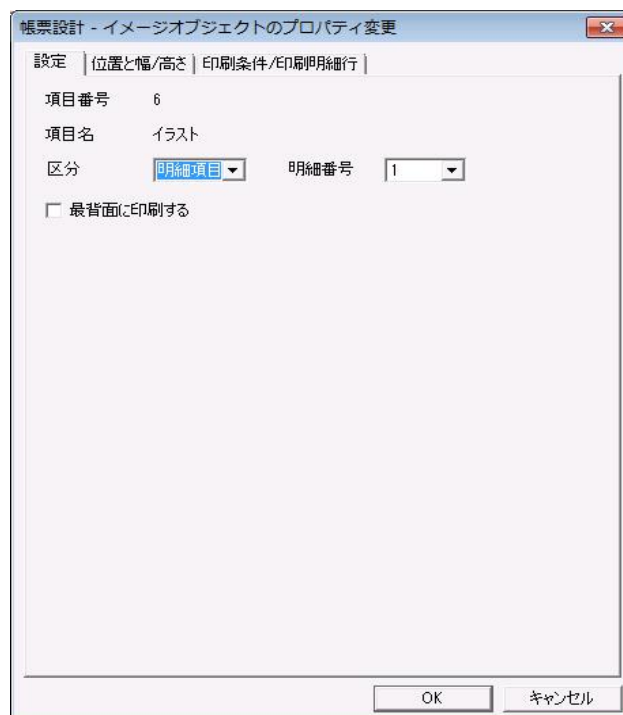 帳票設計 - イメージオブジェクトのプロパティ変更
設定 位置と幅/高さ 印刷条件/印刷明細行
項目番号 6
項目名 イラスト
区分 明細項目 明細番号 1
最背面に印刷する
OK キャンセル